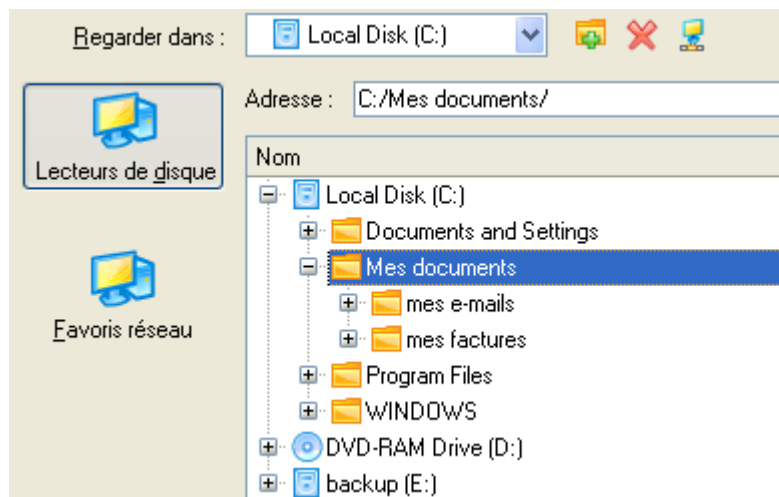 Regarder dans : Local Disk (C:)
Adresse : C:/Mes documents/
Lecteurs de disque
Favoris réseau
Nom
Local Disk (C:)
Documents and Settings
Mes documents
mes e-mails
mes factures
Program Files
WINDOWS
DVD-RAM Drive (D:)
backup (E:)